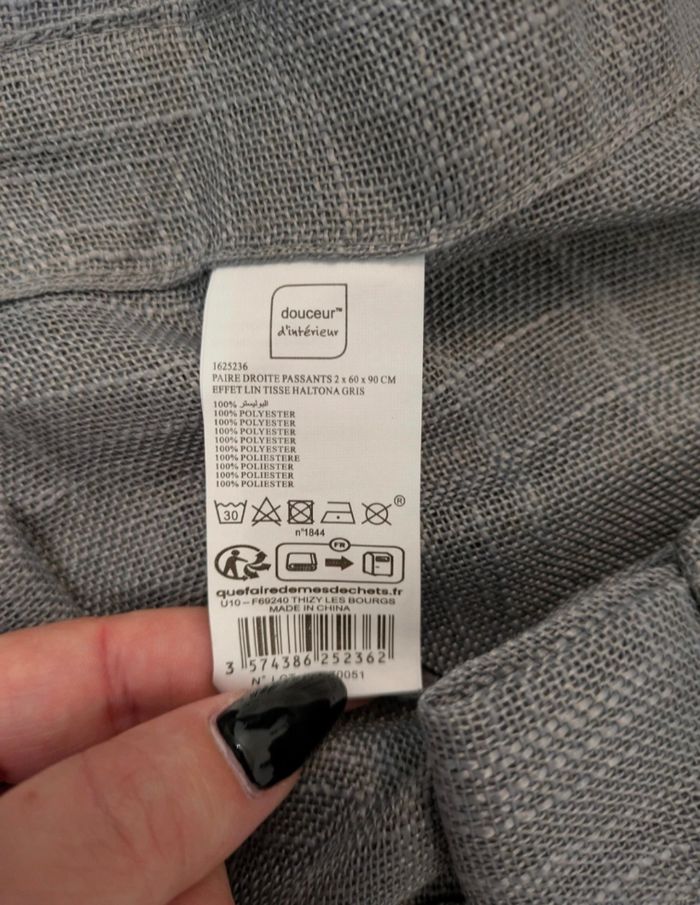 douceur™
d'intérieur
1625236
PAIRE DROITE PASSANTS 2 x 60 x 90 CM
EFFET LIN TISSE HALTONA GRIS
100% البوليستر
100% POLYESTER
100% POLYESTER
100% POLYESTER
100% POLYESTER
100% POLYESTER
100% POLIESTERE
100% POLIESTER
100% POLIESTER
100% POLIESTER
30
®
n°1844
FR
quefairedemesdechets.fr
U10 – F69240 THIZY LES BOURGS
MADE IN CHINA
3 574386 252362
N° LOT 0051